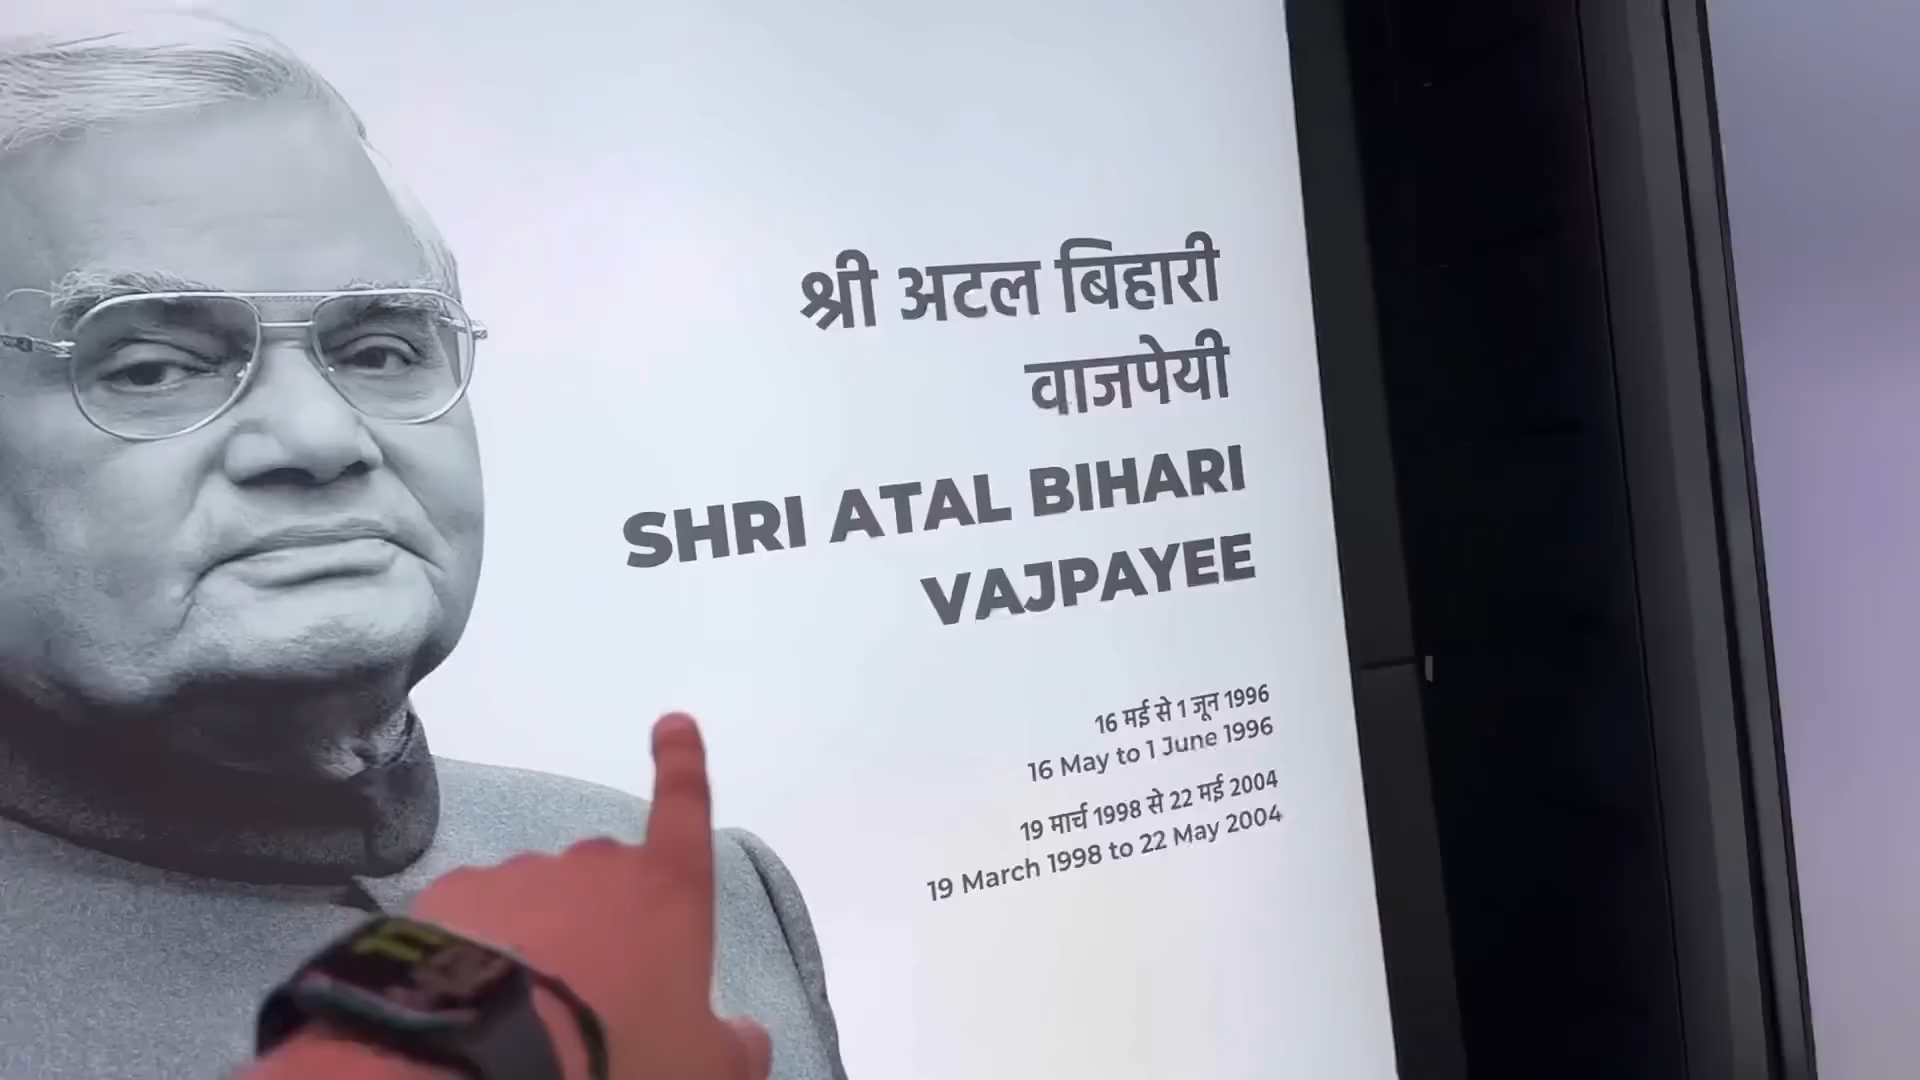 श्री अटल बिहारी
वाजपेयी
SHRI ATAL BIHARI
VAJPAYEE
16 मई से 1 जून 1996
16 May to 1 June 1996
19 मार्च 1998 से 22 मई 2004
19 March 1998 to 22 May 2004